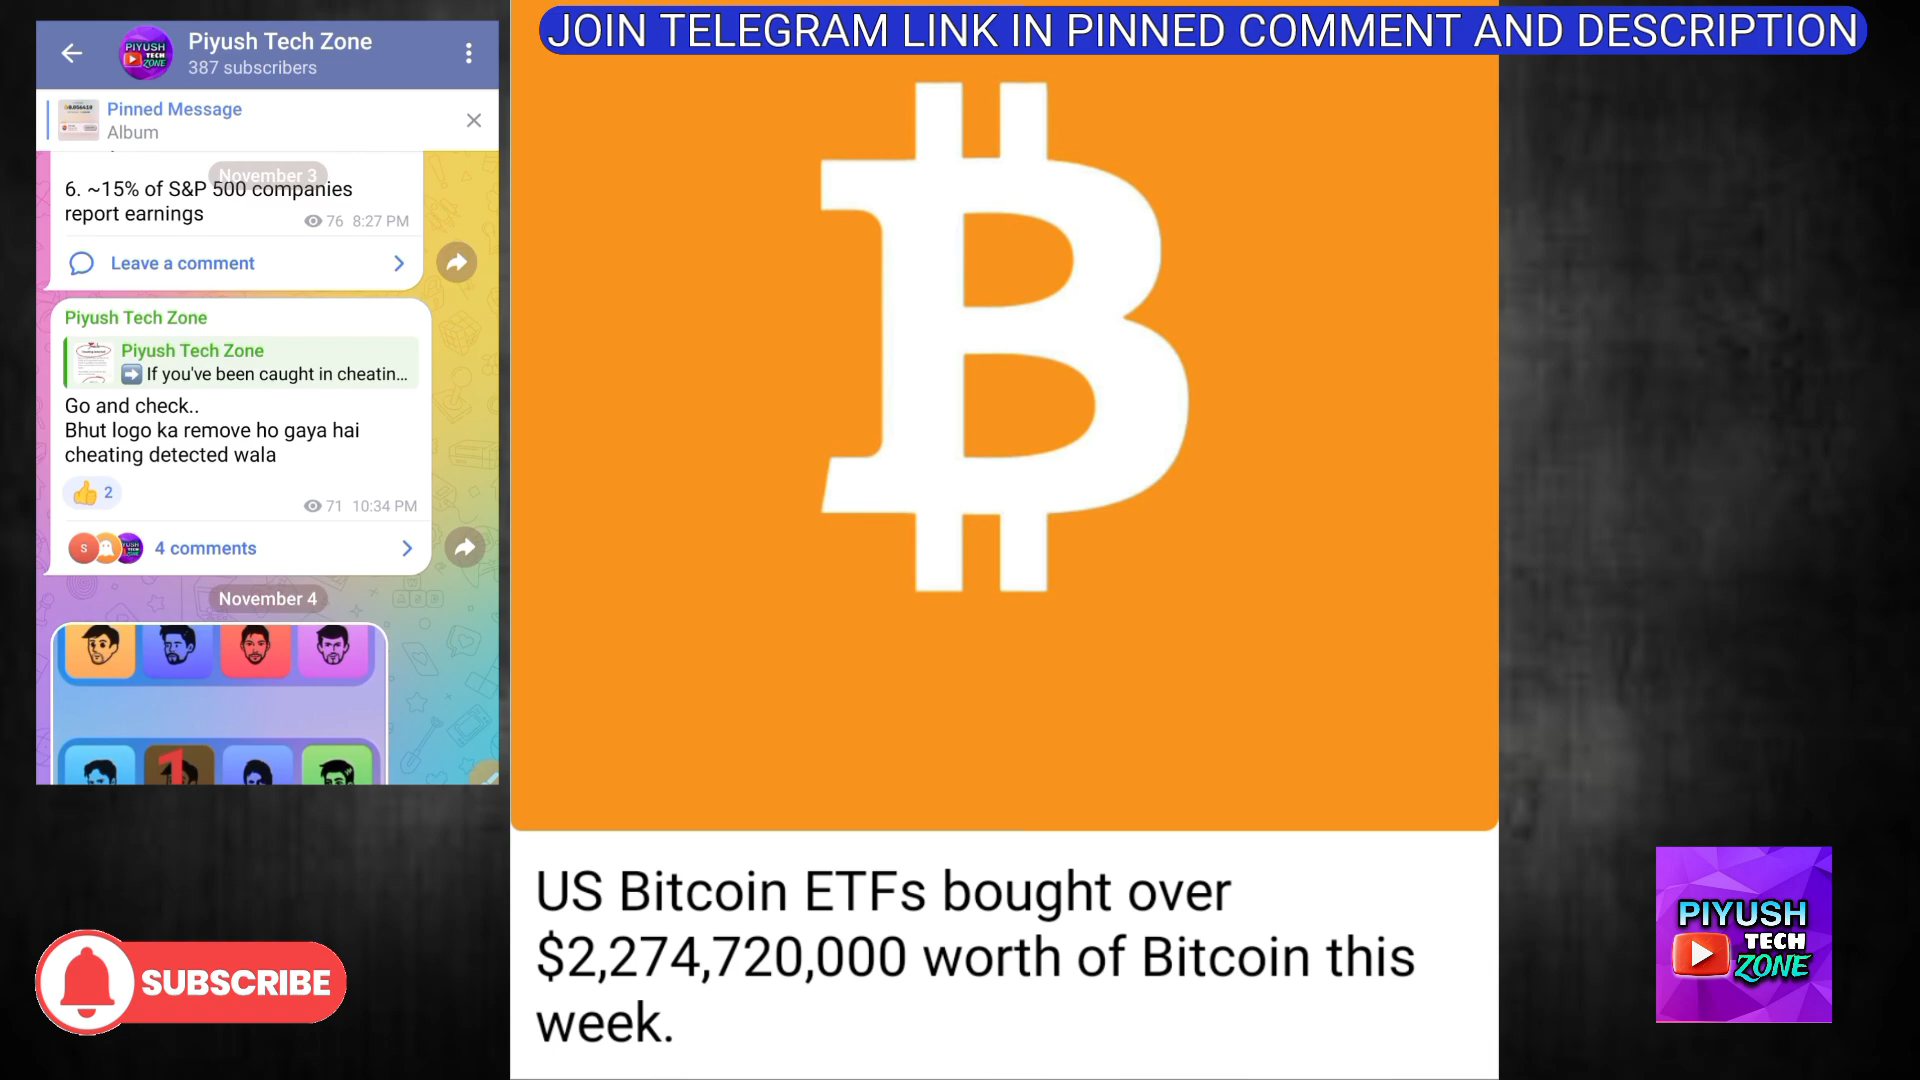 JOIN TELEGRAM LINK IN PINNED COMMENT AND DESCRIPTION
PIYUSH
TECH
ZONE
Piyush Tech Zone
387 subscribers
Pinned Message
Album
November 3
6. ~15% of S&P 500 companies
report earnings
76 8:27 PM
Leave a comment
Piyush Tech Zone
Piyush Tech Zone
➡ If you've been caught in cheatin...
Go and check..
Bhut logo ka remove ho gaya hai
cheating detected wala
👍 2
71 10:34 PM
S
4 comments
November 4
1
US Bitcoin ETFs bought over
$2,274,720,000 worth of Bitcoin this
week.
SUBSCRIBE
PIYUSH
TECH
ZONE